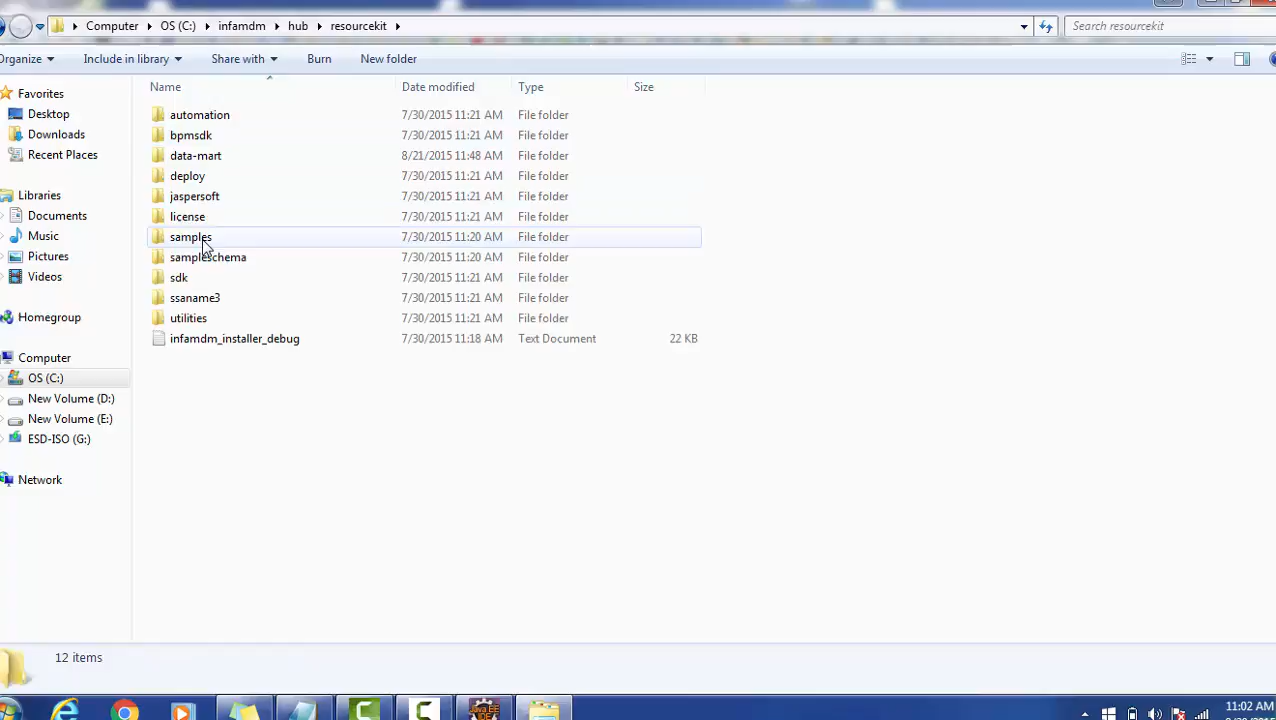 Computer OS (C:) infamdm hub resourcekit Search resourcekit
Organize Include in library Share with Burn New folder
Name Date modified Type Size
Favorites
Desktop
Downloads
Recent Places
Libraries
Documents
Music
Pictures
Videos
Homegroup
Computer
OS (C:)
New Volume (D:)
New Volume (E:)
ESD-ISO (G:)
Network
automation 7/30/2015 11:21 AM File folder
bpmsdk 7/30/2015 11:21 AM File folder
data-mart 8/21/2015 11:48 AM File folder
deploy 7/30/2015 11:21 AM File folder
jaspersoft 7/30/2015 11:21 AM File folder
license 7/30/2015 11:21 AM File folder
samples 7/30/2015 11:20 AM File folder
sampleschema 7/30/2015 11:20 AM File folder
sdk 7/30/2015 11:21 AM File folder
ssaname3 7/30/2015 11:21 AM File folder
utilities 7/30/2015 11:21 AM File folder
infamdm_installer_debug 7/30/2015 11:18 AM Text Document 22 KB
12 items
Java EE
IDE
11:02 AM